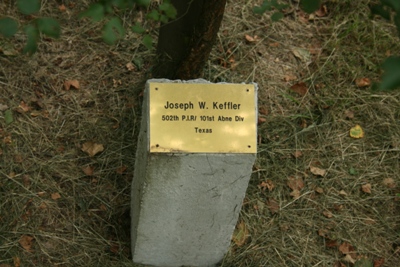 Joseph W. Keffler
502th P.I.R/ 101st Abne Div
Texas